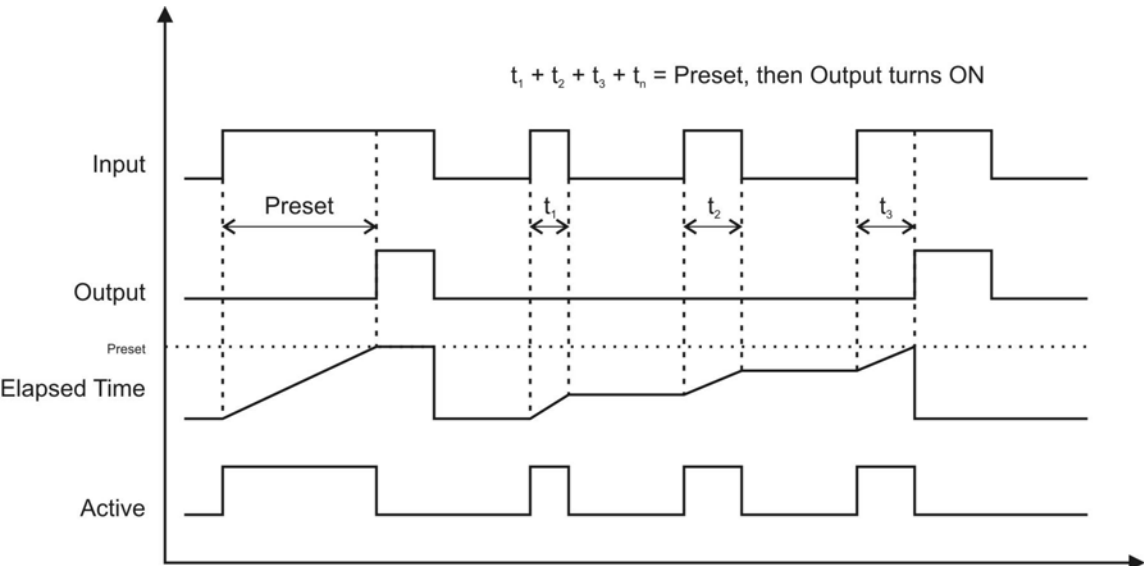 t₁ + t₂ + t₃ + tₙ = Preset, then Output turns ON
Input
Preset
t₁
t₂
t₃
Output
Preset
Elapsed Time
Active